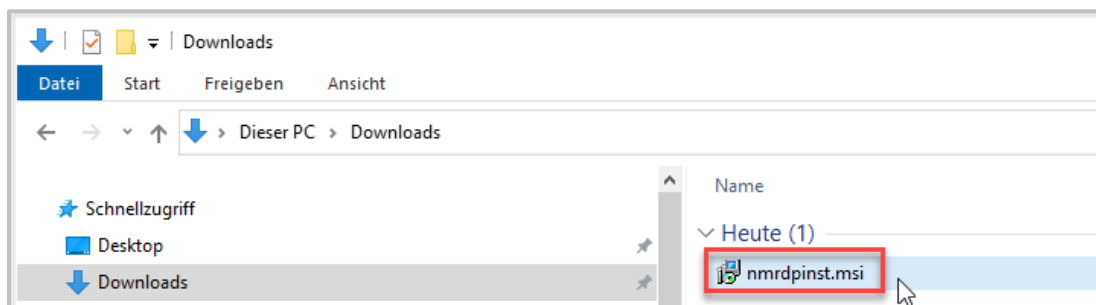 Downloads
Datei Start Freigeben Ansicht
Dieser PC Downloads
Name
Schnellzugriff
Heute (1)
Desktop
nmrdpinst.msi
Downloads